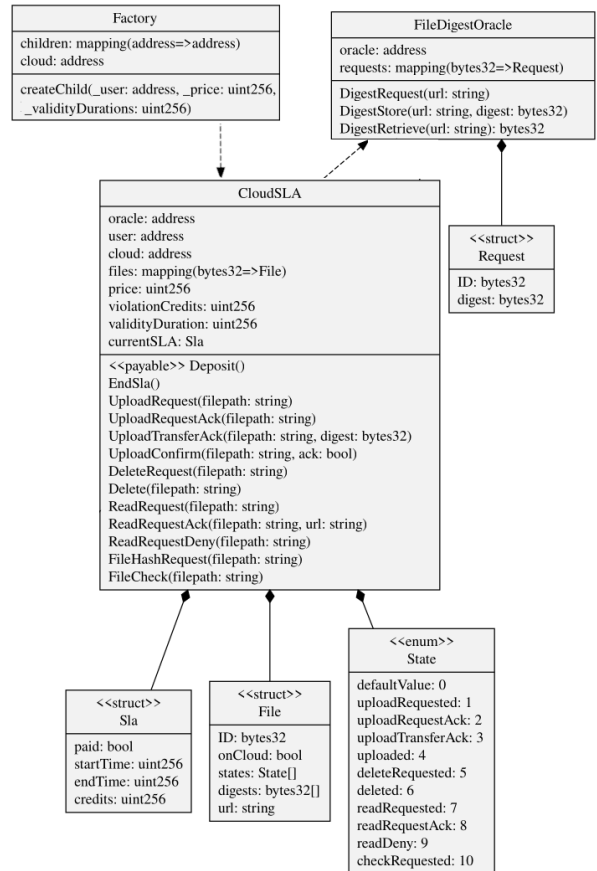 Factory
children: mapping(address=>address)
cloud: address
createChild(_user: address, _price: uint256,
_validityDurations: uint256)
FileDigestOracle
oracle: address
requests: mapping(bytes32=>Request)
DigestRequest(url: string)
DigestStore(url: string, digest: bytes32)
DigestRetrieve(url: string): bytes32
CloudSLA
oracle: address
user: address
cloud: address
files: mapping(bytes32=>File)
price: uint256
violationCredits: uint256
validityDuration: uint256
currentSLA: Sla
<<payable>> Deposit()
EndSla()
UploadRequest(filepath: string)
UploadRequestAck(filepath: string)
UploadTransferAck(filepath: string, digest: bytes32)
UploadConfirm(filepath: string, ack: bool)
DeleteRequest(filepath: string)
Delete(filepath: string)
ReadRequest(filepath: string)
ReadRequestAck(filepath: string, url: string)
ReadRequestDeny(filepath: string)
FileHashRequest(filepath: string)
FileCheck(filepath: string)
<<struct>>
Request
ID: bytes32
digest: bytes32
<<struct>>
Sla
paid: bool
startTime: uint256
endTime: uint256
credits: uint256
<<struct>>
File
ID: bytes32
onCloud: bool
states: State[]
digests: bytes32[]
url: string
<<enum>>
State
defaultValue: 0
uploadRequested: 1
uploadRequestAck: 2
uploadTransferAck: 3
uploaded: 4
deleteRequested: 5
deleted: 6
readRequested: 7
readRequestAck: 8
readDeny: 9
checkRequested: 10